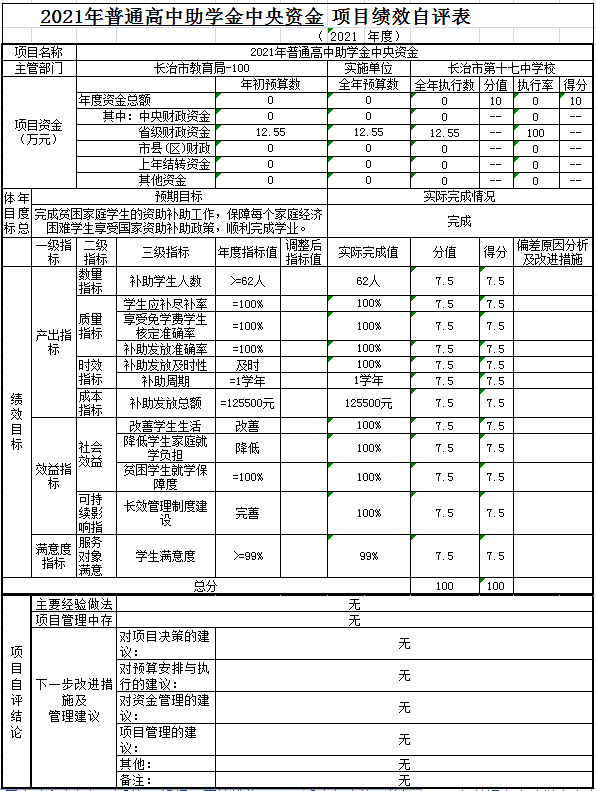 2021年普通高中助学金中央资金 项目绩效自评表
（ 2021 年度）
项目名称 2021年普通高中助学金中央资金
主管部门 长治市教育局-100 实施单位 长治市第十七中学校
项目资金（万元） 年初预算数 全年预算数 全年执行数 分值 执行率 得分
年度资金总额 0 0 0 10 0 10
其中：中央财政资金 0 0 0 -- 0 --
省级财政资金 12.55 12.55 12.55 -- 100 --
市县(区)财政 0 0 0 -- 0 --
上年结转资金 0 0 0 -- 0 --
其他资金 0 0 0 -- 0 --
体年
目度
标总
预期目标 实际完成情况
完成贫困家庭学生的资助补助工作，保障每个家庭经济
困难学生享受国家资助补助政策，顺利完成学业。
完成
绩效目标
一级指标 二级指标 三级指标 年度指标值 调整后指标值 实际完成值 分值 得分 偏差原因分析及改进措施
产出指标 数量指标 补助学生人数 >=62人 62人 7.5 7.5
质量指标 学生应补尽补率 =100% 100% 7.5 7.5
享受免学费学生核定准确率 =100% 100% 7.5 7.5
补助发放准确率 =100% 100% 7.5 7.5
时效指标 补助发放及时性 及时 100% 7.5 7.5
补助周期 =1学年 1学年 7.5 7.5
成本指标 补助发放总额 =125500元 125500元 7.5 7.5
效益指标 社会效益 改善学生生活 改善 100% 7.5 7.5
降低学生家庭就学负担 降低 100% 7.5 7.5
贫困学生就学保障度 =100% 100% 7.5 7.5
可持续影响指 长效管理制度建设 完善 100% 7.5 7.5
满意度指标 服务对象满意 学生满意度 >=99% 99% 7.5 7.5
总分 100 100
项目自评结论
主要经验做法 无
项目管理中存 无
下一步改进措施及管理建议
对项目决策的建议： 无
对预算安排与执行的建议： 无
对资金管理的建议： 无
项目管理的建议： 无
其他： 无
备注： 无